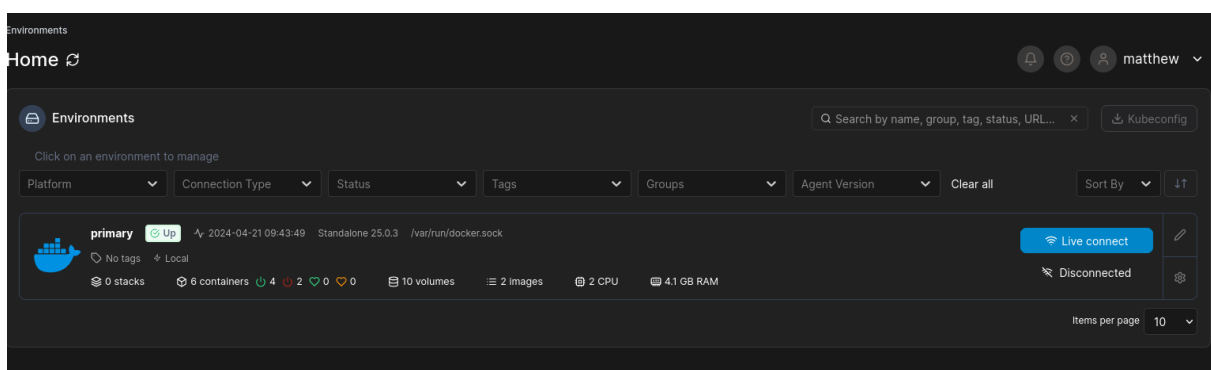 Environments
Home
matthew
Environments
Search by name, group, tag, status, URL...
Kubeconfig
Click on an environment to manage
Platform Connection Type Status Tags Groups Agent Version Clear all Sort By
primary Up 2024-04-21 09:43:49 Standalone 25.0.3 /var/run/docker.sock
Live connect
No tags Local
Disconnected
0 stacks 6 containers 4 2 0 0 10 volumes 2 images 2 CPU 4.1 GB RAM
Items per page 10